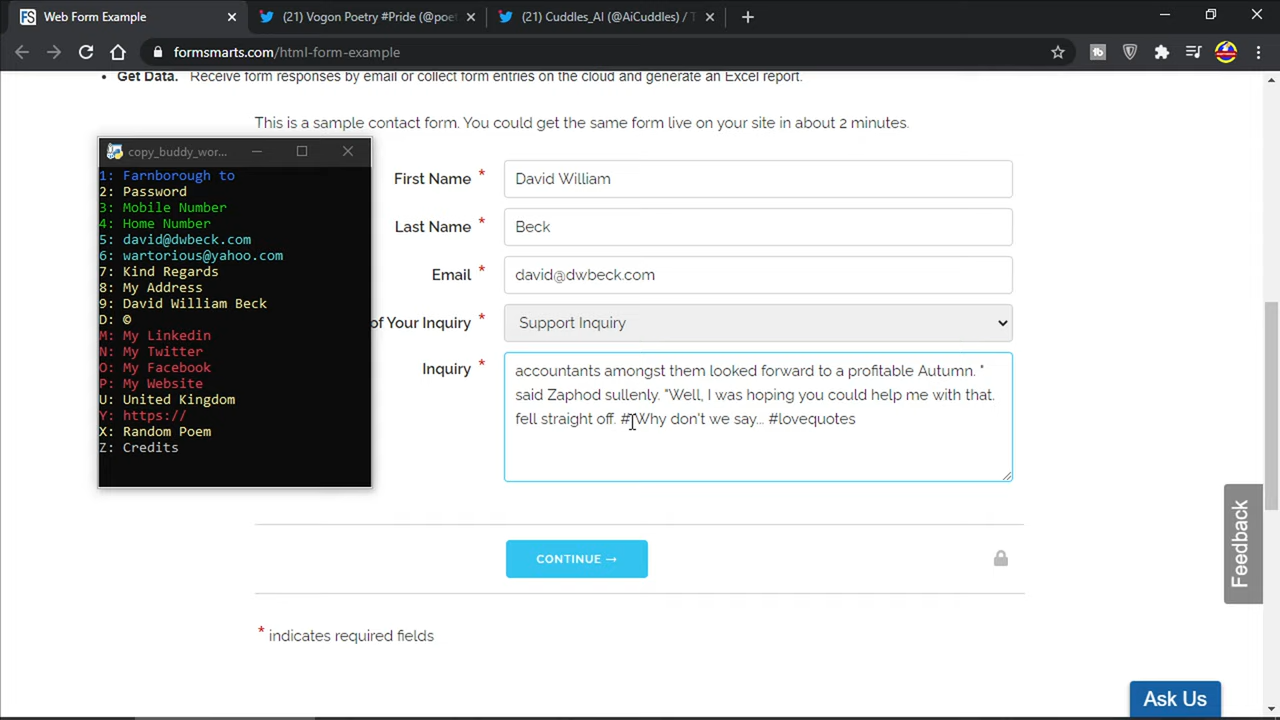 Web Form Example
(21) Vogon Poetry #Pride (@poet
(21) Cuddles_AI (@AiCuddles) / T
formsmarts.com/html-form-example
• Get Data. Receive form responses by email or collect form entries on the cloud and generate an Excel report.
This is a sample contact form. You could get the same form live on your site in about 2 minutes.
copy_buddy_wor...
1: Farnborough to
2: Password
3: Mobile Number
4: Home Number
5: david@dwbeck.com
6: wartorious@yahoo.com
7: Kind Regards
8: My Address
9: David William Beck
D: ©
M: My Linkedin
N: My Twitter
O: My Facebook
P: My Website
U: United Kingdom
Y: https://
X: Random Poem
Z: Credits
First Name *
David William
Last Name *
Beck
Email *
david@dwbeck.com
of Your Inquiry *
Support Inquiry
Inquiry *
accountants amongst them looked forward to a profitable Autumn. "
said Zaphod sullenly. "Well, I was hoping you could help me with that.
fell straight off. #"Why don't we say... #lovequotes
CONTINUE →
* indicates required fields
Feedback
Ask Us